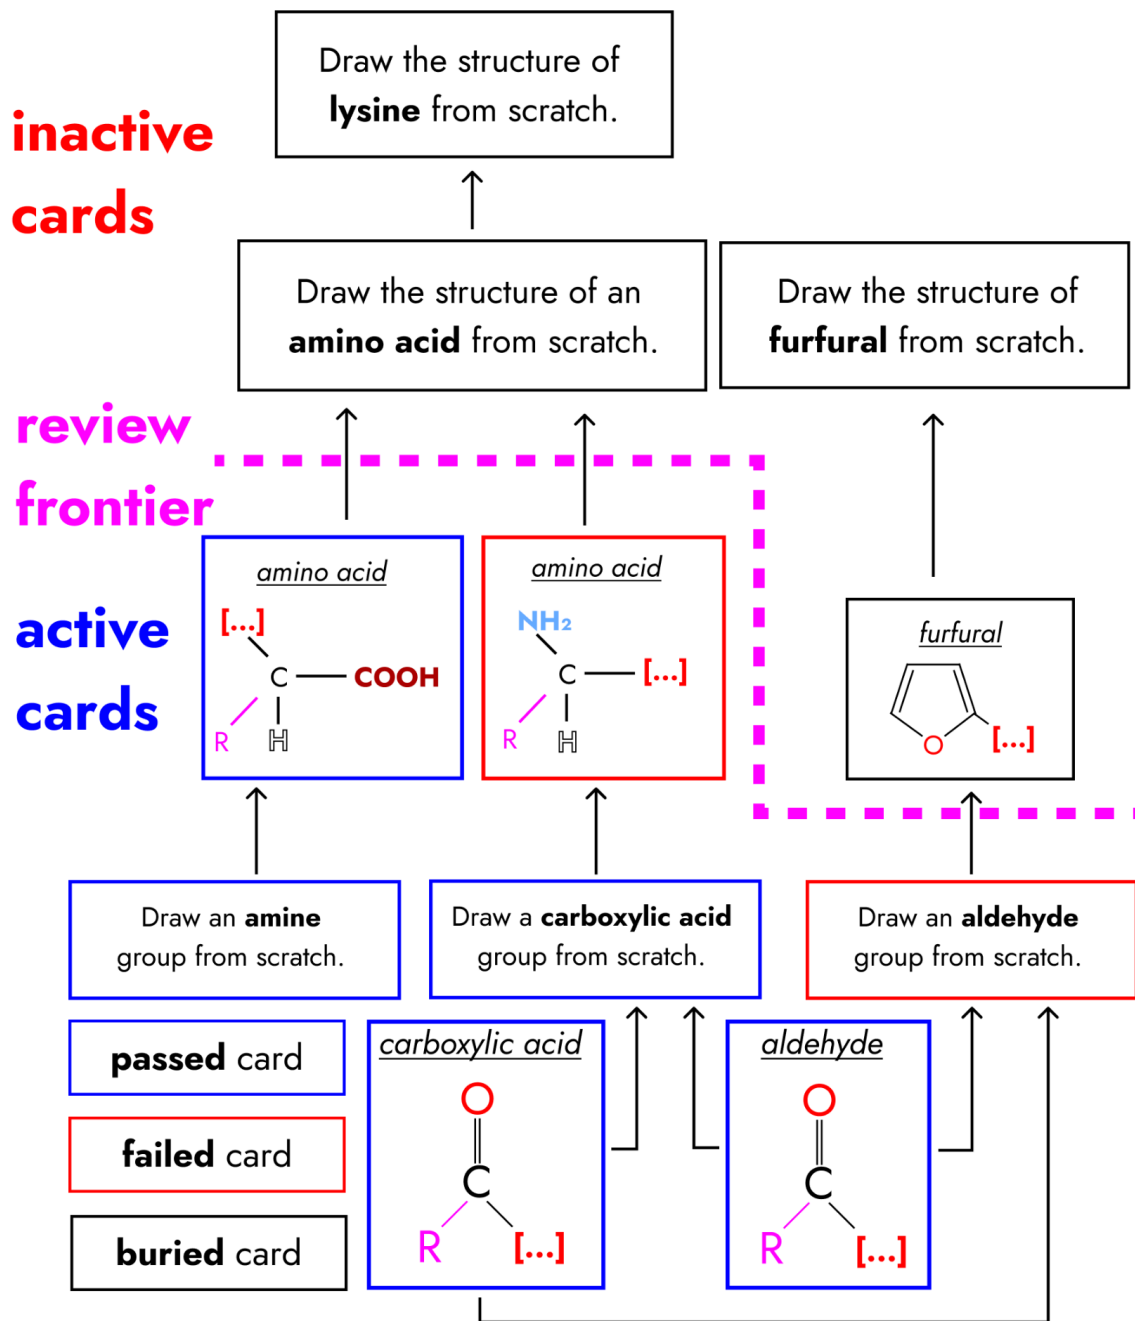 Draw the structure of
lysine from scratch.
inactive
cards
Draw the structure of an
amino acid from scratch.
Draw the structure of
furfural from scratch.
review
frontier
active
cards
amino acid
[...]
C
COOH
R
H
amino acid
NH₂
C
[...]
R
H
furfural
O
[...]
Draw an amine
group from scratch.
Draw a carboxylic acid
group from scratch.
Draw an aldehyde
group from scratch.
passed card
failed card
buried card
carboxylic acid
O
C
R
[...]
aldehyde
O
C
R
[...]